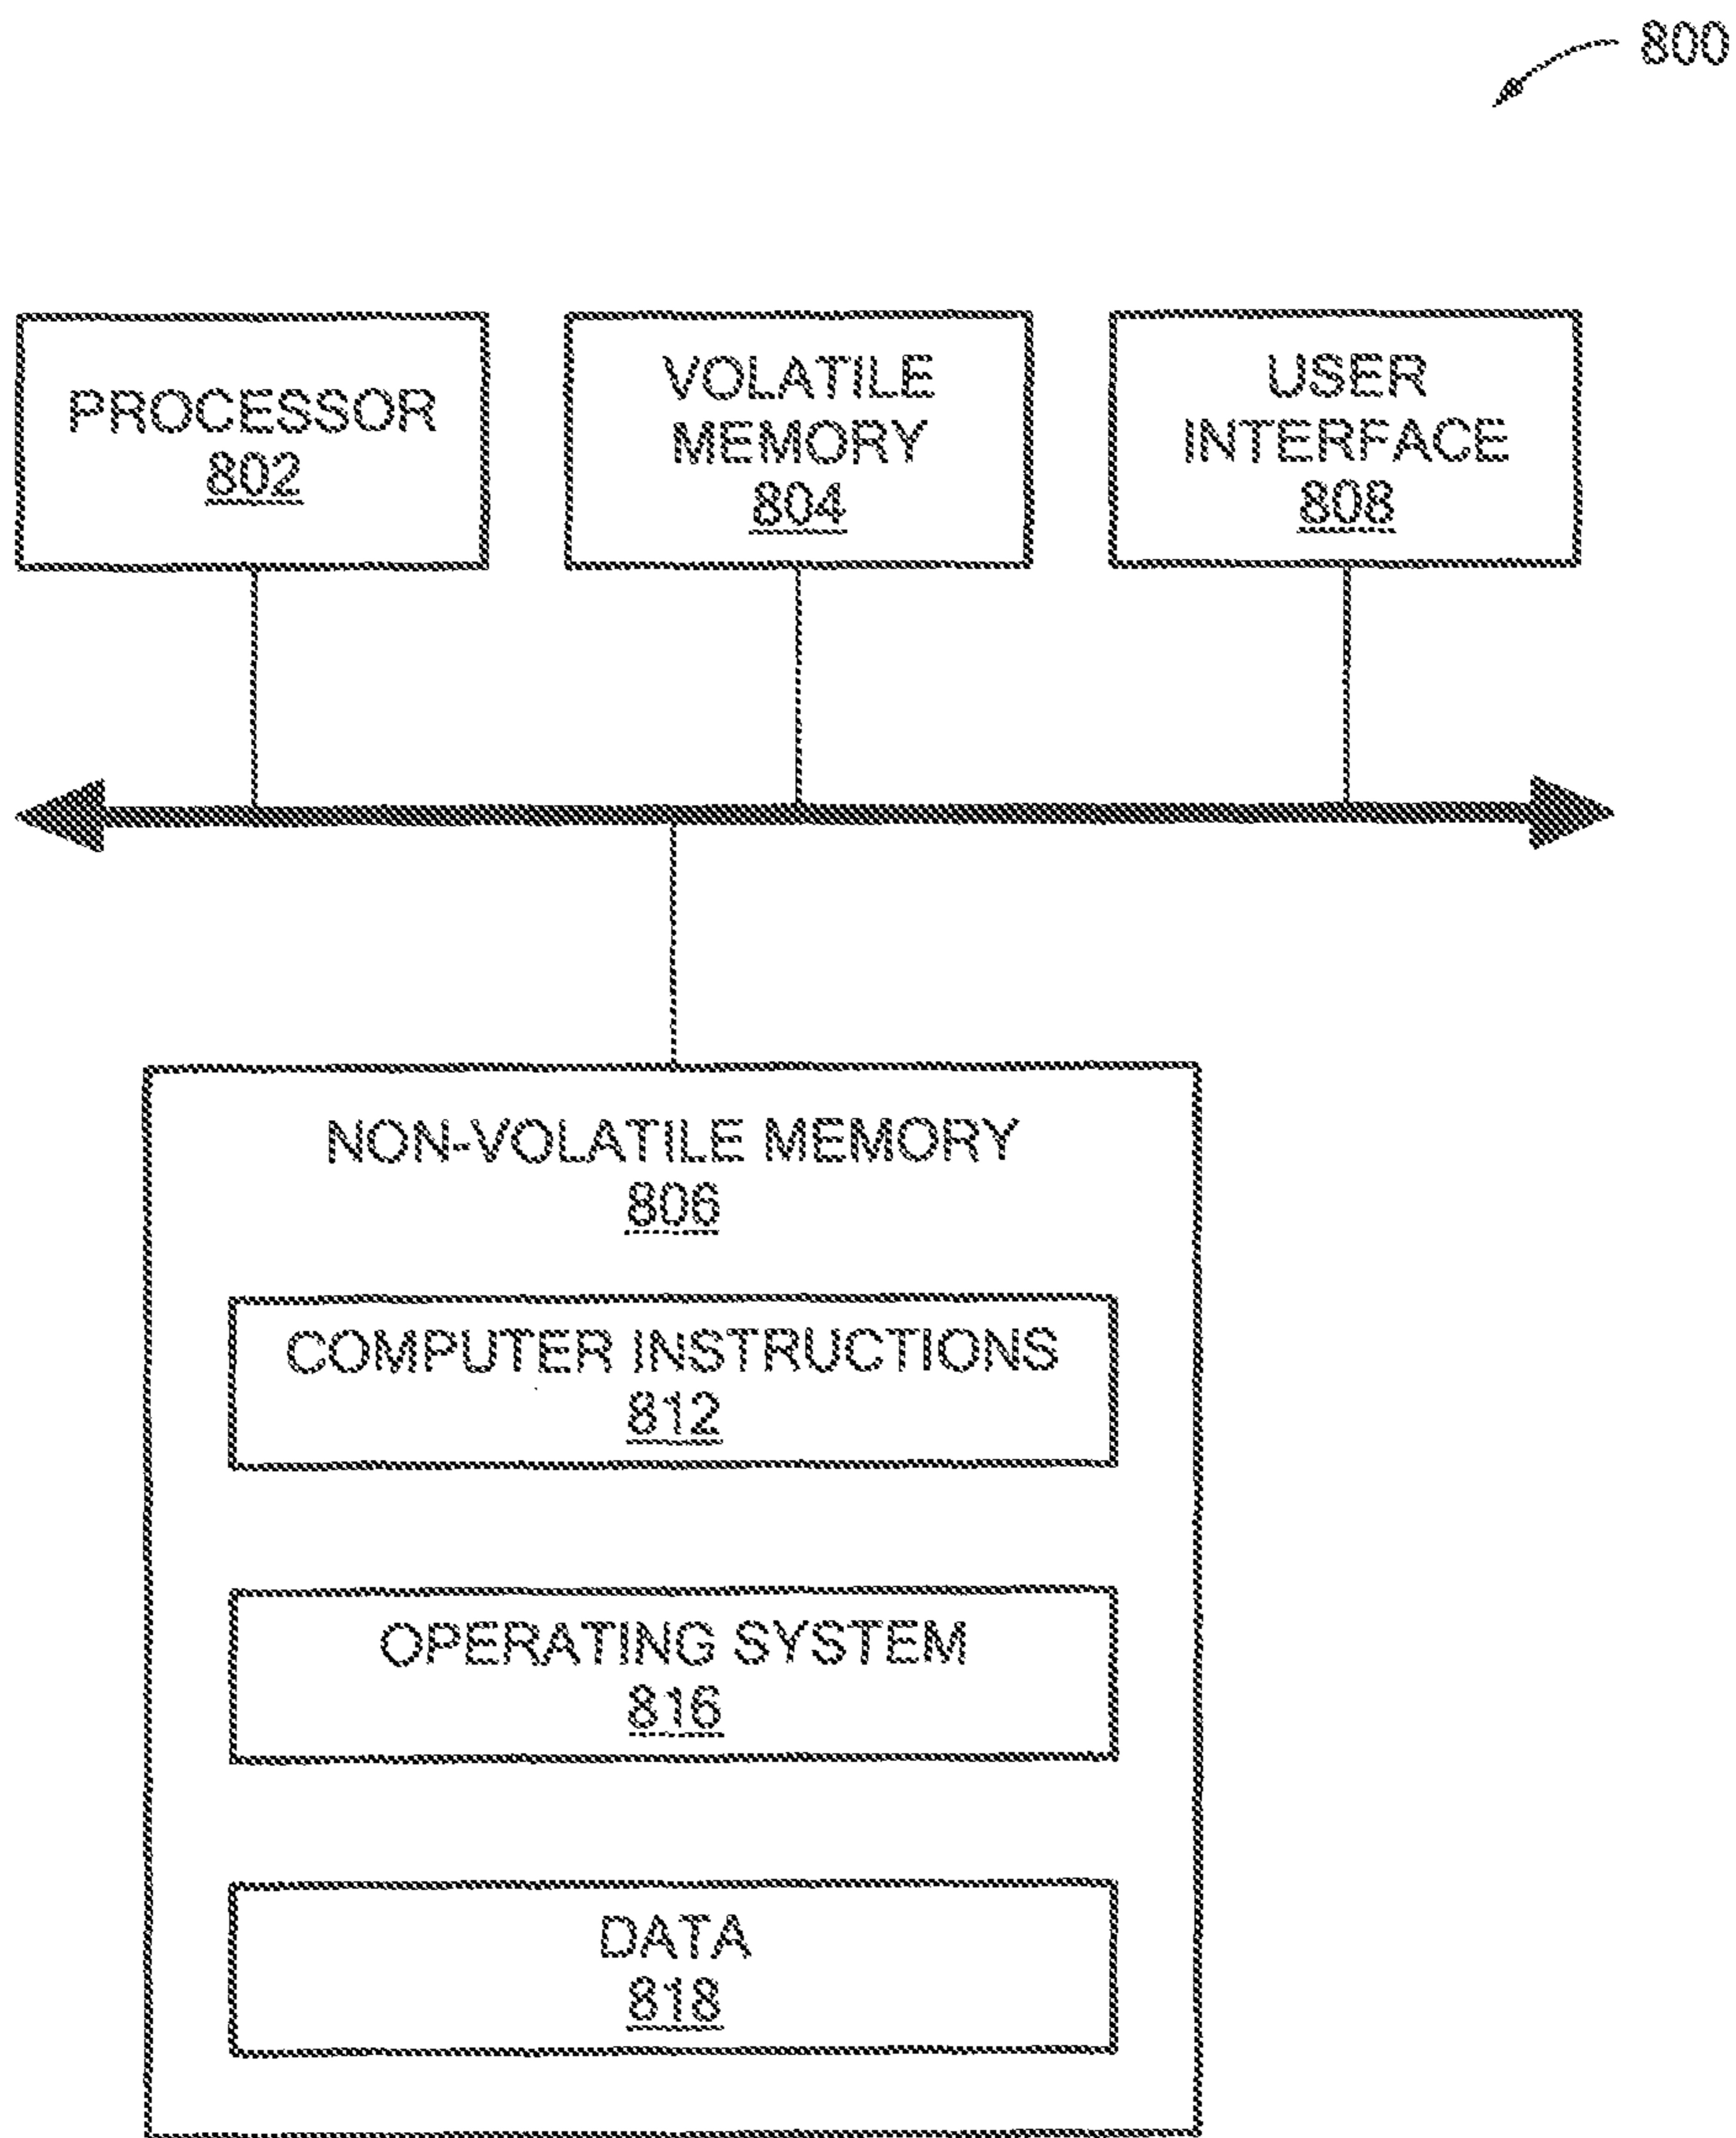 800
PROCESSOR
802
VOLATILE
MEMORY
804
USER
INTERFACE
808
NON-VOLATILE MEMORY
806
COMPUTER INSTRUCTIONS
812
OPERATING SYSTEM
816
DATA
818